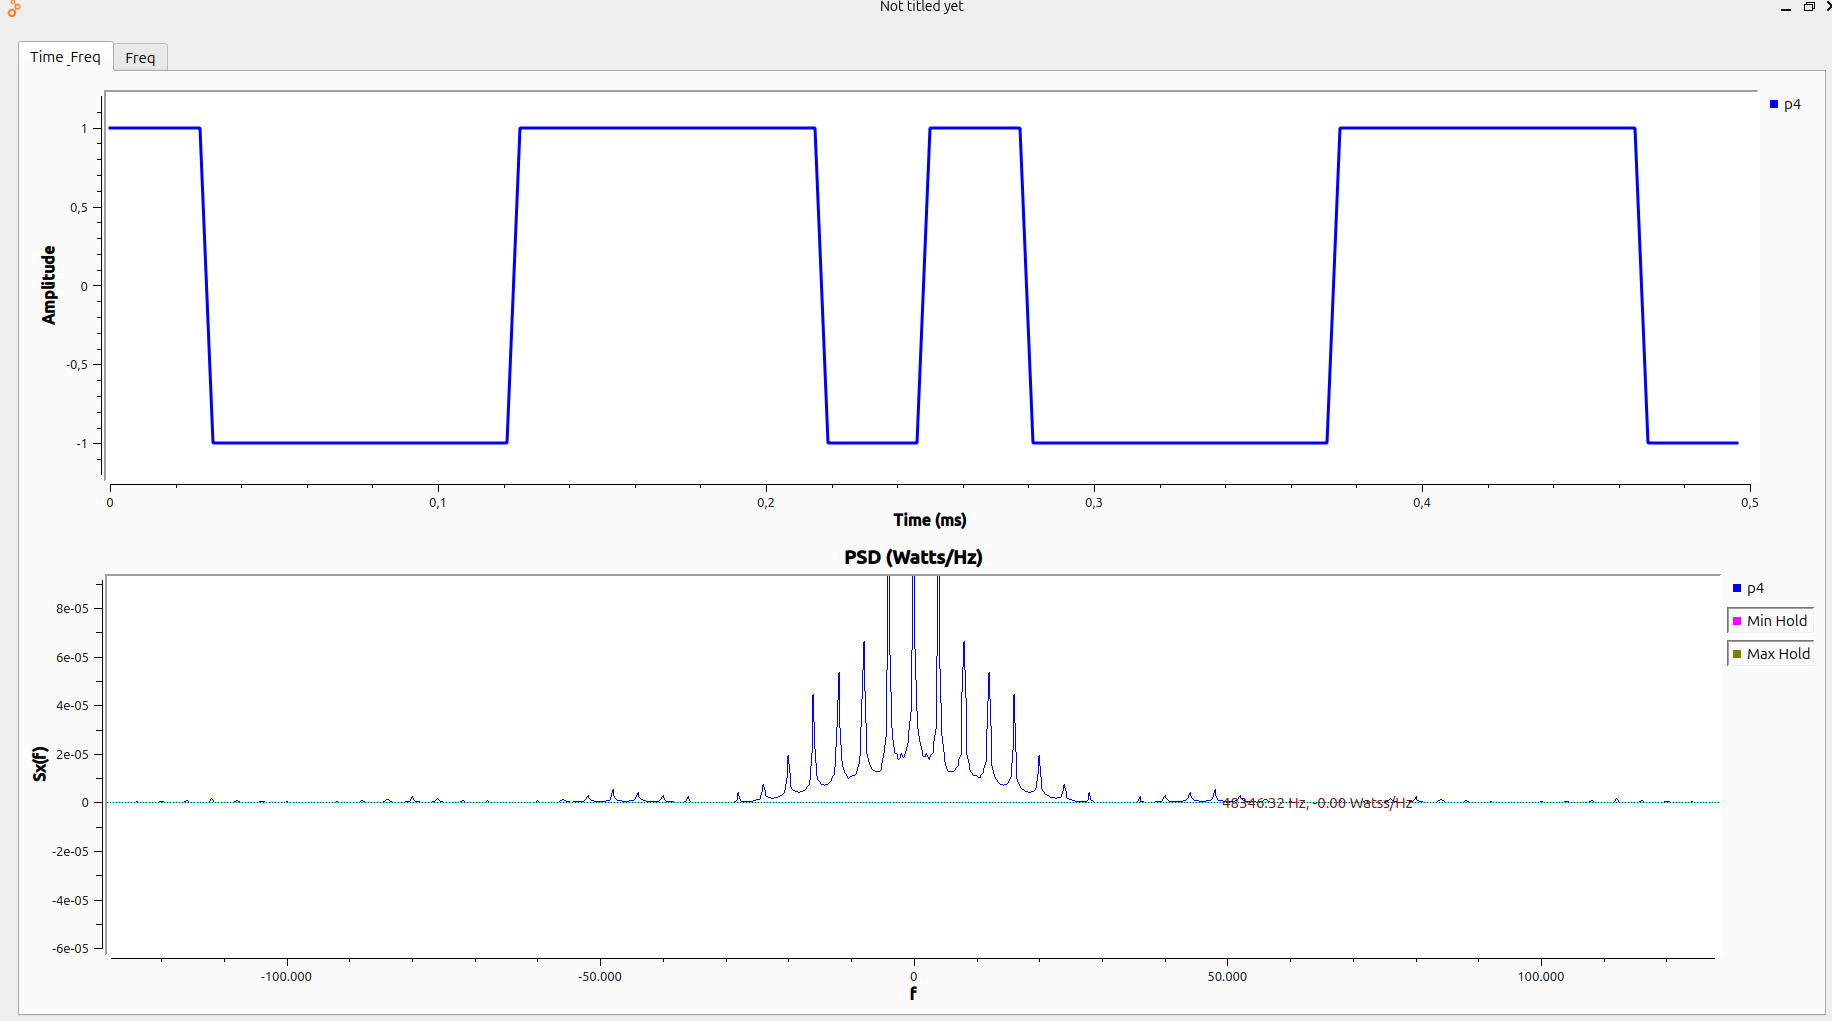 Not titled yet
Time_Freq
Freq
1
0,5
0
-0,5
-1
Amplitude
p4
0
0,1
0,2
0,3
0,4
0,5
Time (ms)
PSD (Watts/Hz)
8e-05
6e-05
4e-05
2e-05
0
-2e-05
-4e-05
-6e-05
Sx(f)
p4
Min Hold
Max Hold
48346.32 Hz, -0.00 Watss/Hz
-100.000
-50.000
0
50.000
100.000
f